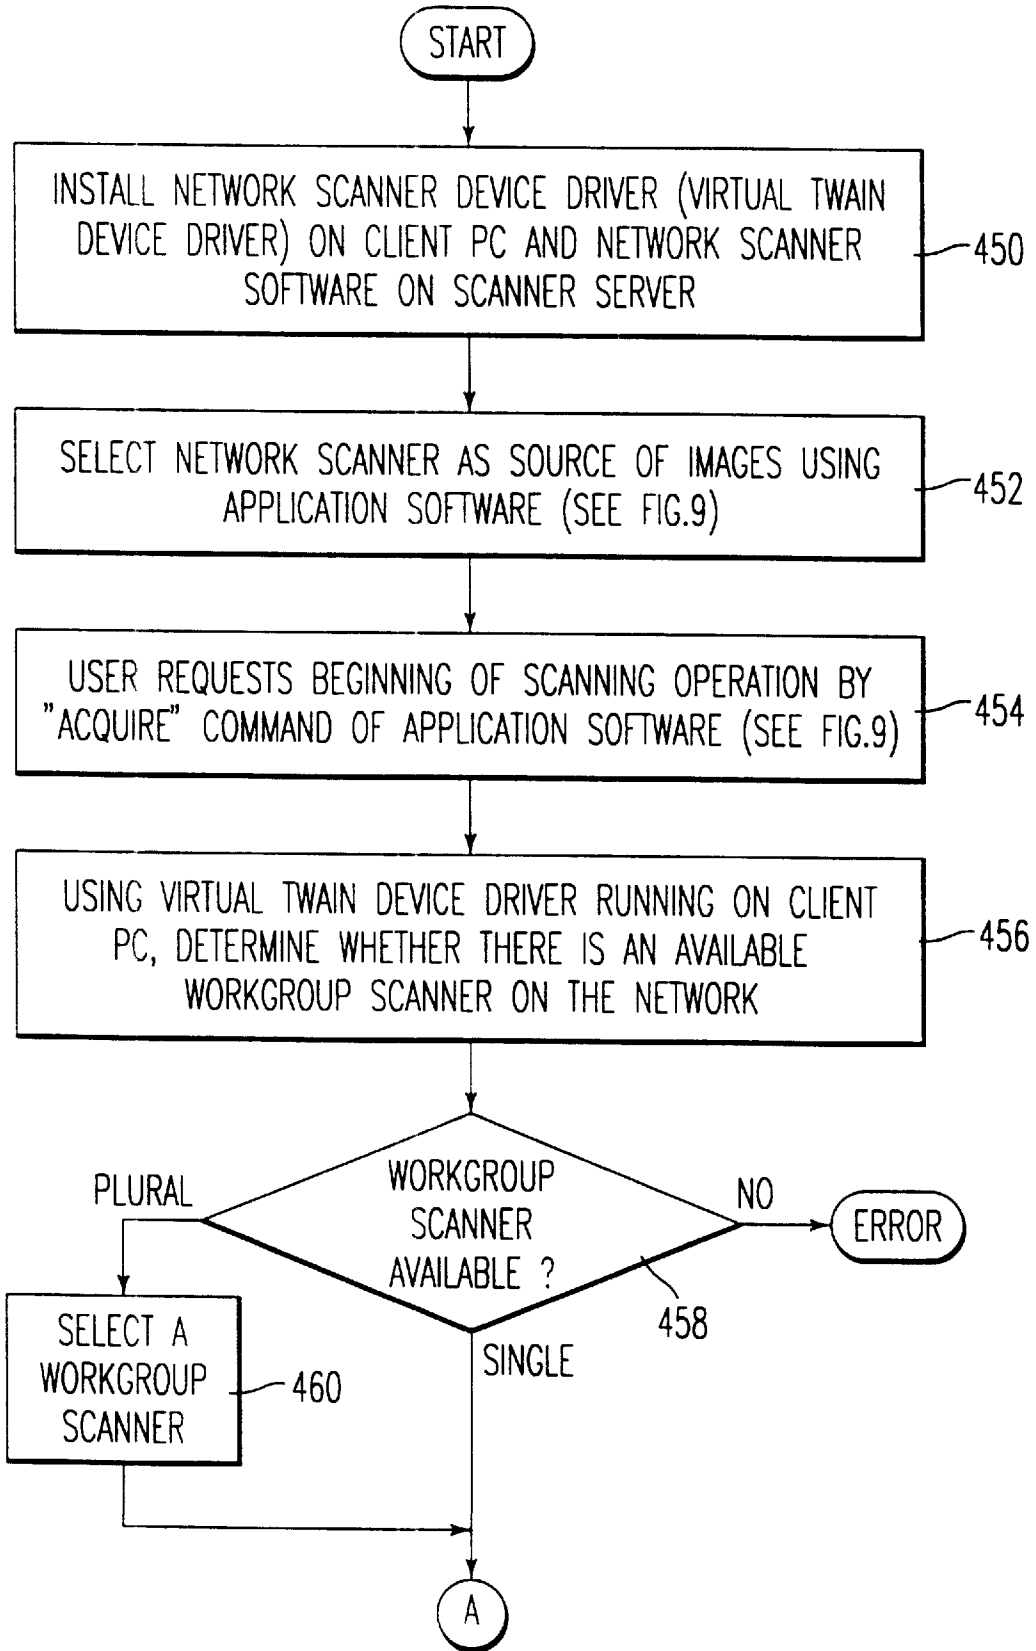 START
INSTALL NETWORK SCANNER DEVICE DRIVER (VIRTUAL TWAIN
DEVICE DRIVER) ON CLIENT PC AND NETWORK SCANNER
SOFTWARE ON SCANNER SERVER
450
SELECT NETWORK SCANNER AS SOURCE OF IMAGES USING
APPLICATION SOFTWARE (SEE FIG.9)
452
USER REQUESTS BEGINNING OF SCANNING OPERATION BY
"ACQUIRE" COMMAND OF APPLICATION SOFTWARE (SEE FIG.9)
454
USING VIRTUAL TWAIN DEVICE DRIVER RUNNING ON CLIENT
PC, DETERMINE WHETHER THERE IS AN AVAILABLE
WORKGROUP SCANNER ON THE NETWORK
456
PLURAL
WORKGROUP
SCANNER
AVAILABLE ?
NO
ERROR
458
SINGLE
SELECT A
WORKGROUP
SCANNER
460
A